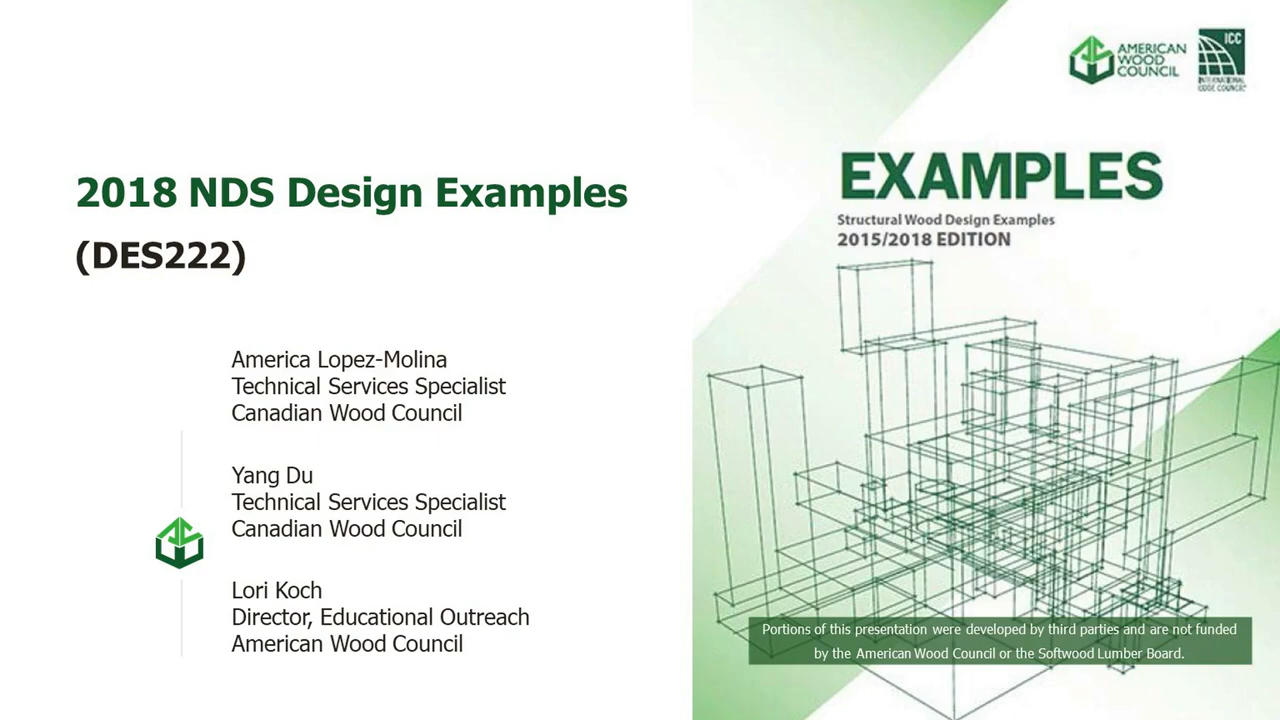 2018 NDS Design Examples
(DES222)
America Lopez-Molina
Technical Services Specialist
Canadian Wood Council
Yang Du
Technical Services Specialist
Canadian Wood Council
Lori Koch
Director, Educational Outreach
American Wood Council
AMERICAN
WOOD
COUNCIL
ICC
INTERNATIONAL
CODE COUNCIL
EXAMPLES
Structural Wood Design Examples
2015/2018 EDITION
Portions of this presentation were developed by third parties and are not funded
by the American Wood Council or the Softwood Lumber Board.